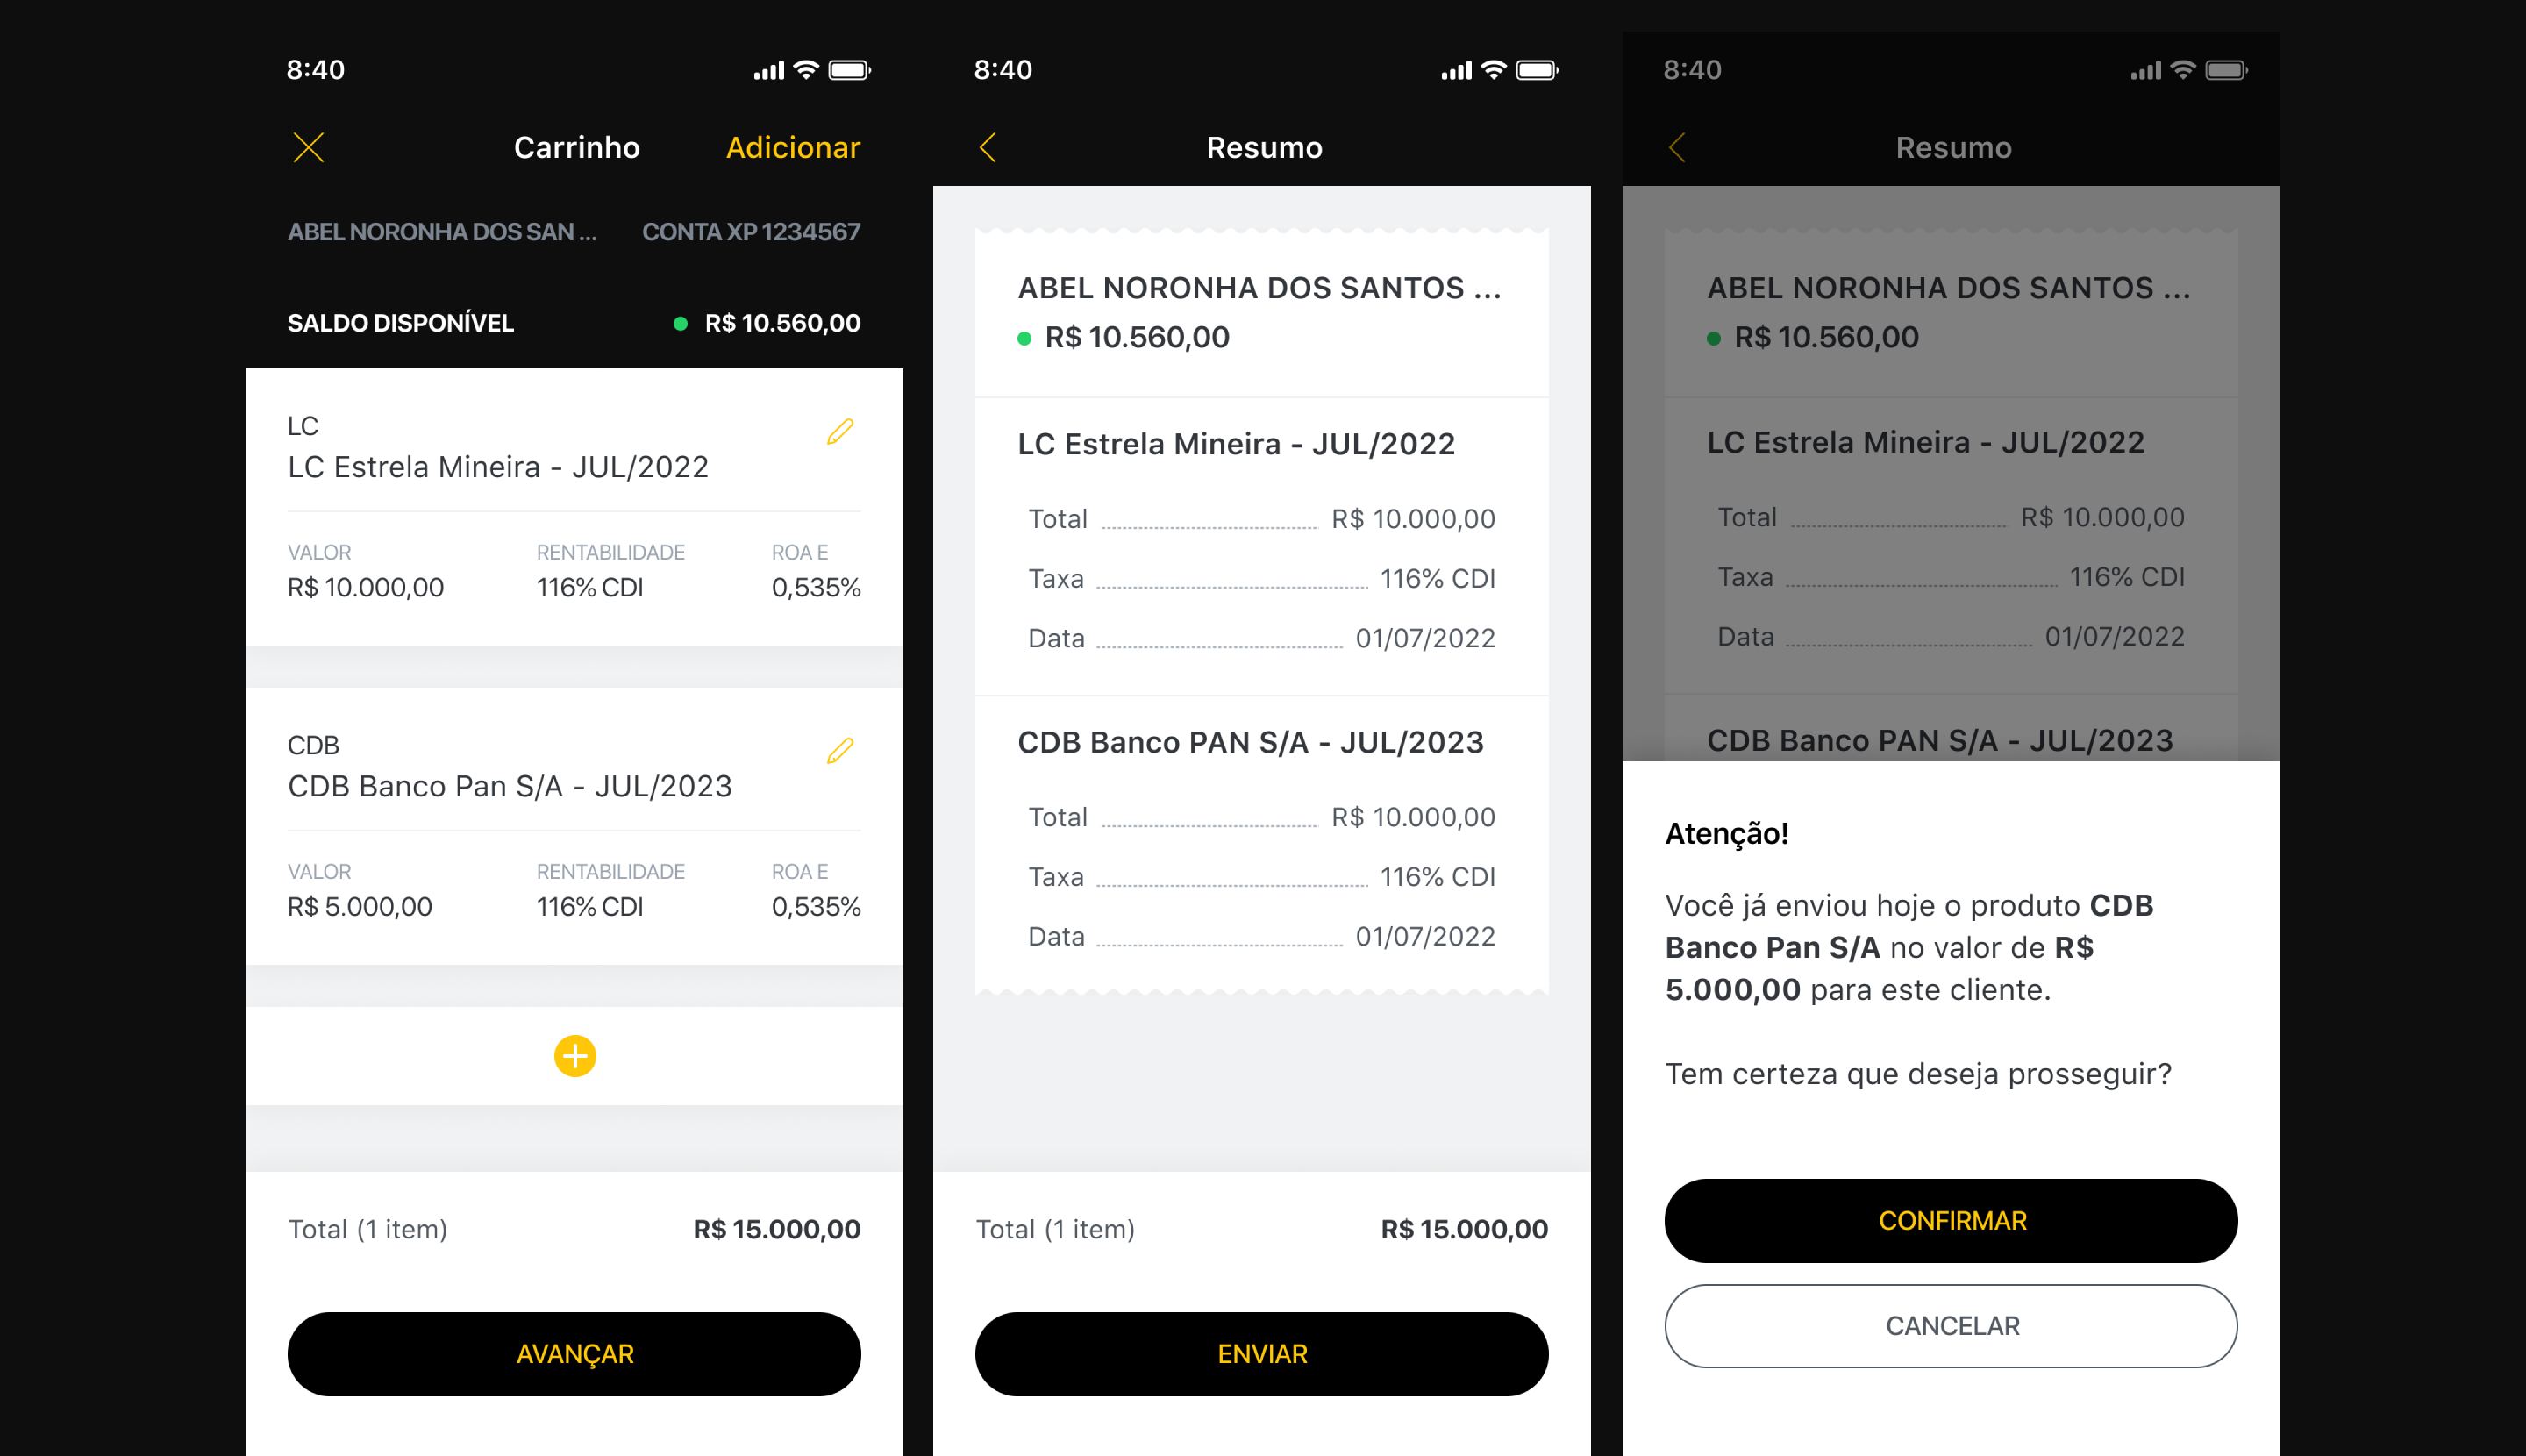 8:40
Carrinho Adicionar
ABEL NORONHA DOS SAN ... CONTA XP 1234567
SALDO DISPONÍVEL R$ 10.560,00
LC
LC Estrela Mineira - JUL/2022
VALOR RENTABILIDADE ROA E
R$ 10.000,00 116% CDI 0,535%
CDB
CDB Banco Pan S/A - JUL/2023
VALOR RENTABILIDADE ROA E
R$ 5.000,00 116% CDI 0,535%
Total (1 item) R$ 15.000,00
AVANÇAR
8:40
Resumo
ABEL NORONHA DOS SANTOS ...
R$ 10.560,00
LC Estrela Mineira - JUL/2022
Total R$ 10.000,00
Taxa 116% CDI
Data 01/07/2022
CDB Banco PAN S/A - JUL/2023
Total R$ 10.000,00
Taxa 116% CDI
Data 01/07/2022
Total (1 item) R$ 15.000,00
ENVIAR
8:40
Resumo
ABEL NORONHA DOS SANTOS ...
R$ 10.560,00
LC Estrela Mineira - JUL/2022
Total R$ 10.000,00
Taxa 116% CDI
Data 01/07/2022
CDB Banco PAN S/A - JUL/2023
Atenção!
Você já enviou hoje o produto CDB
Banco Pan S/A no valor de R$
5.000,00 para este cliente.
Tem certeza que deseja prosseguir?
CONFIRMAR
CANCELAR